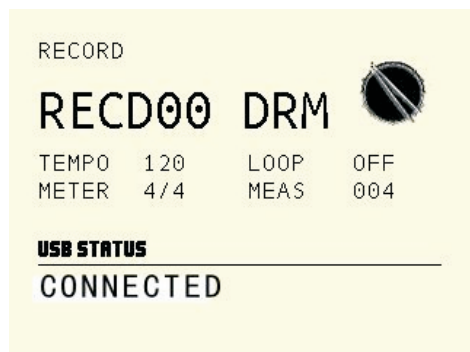 RECORD
RECD00 DRM
TEMPO 120 LOOP OFF
METER 4/4 MEAS 004
USB STATUS
CONNECTED